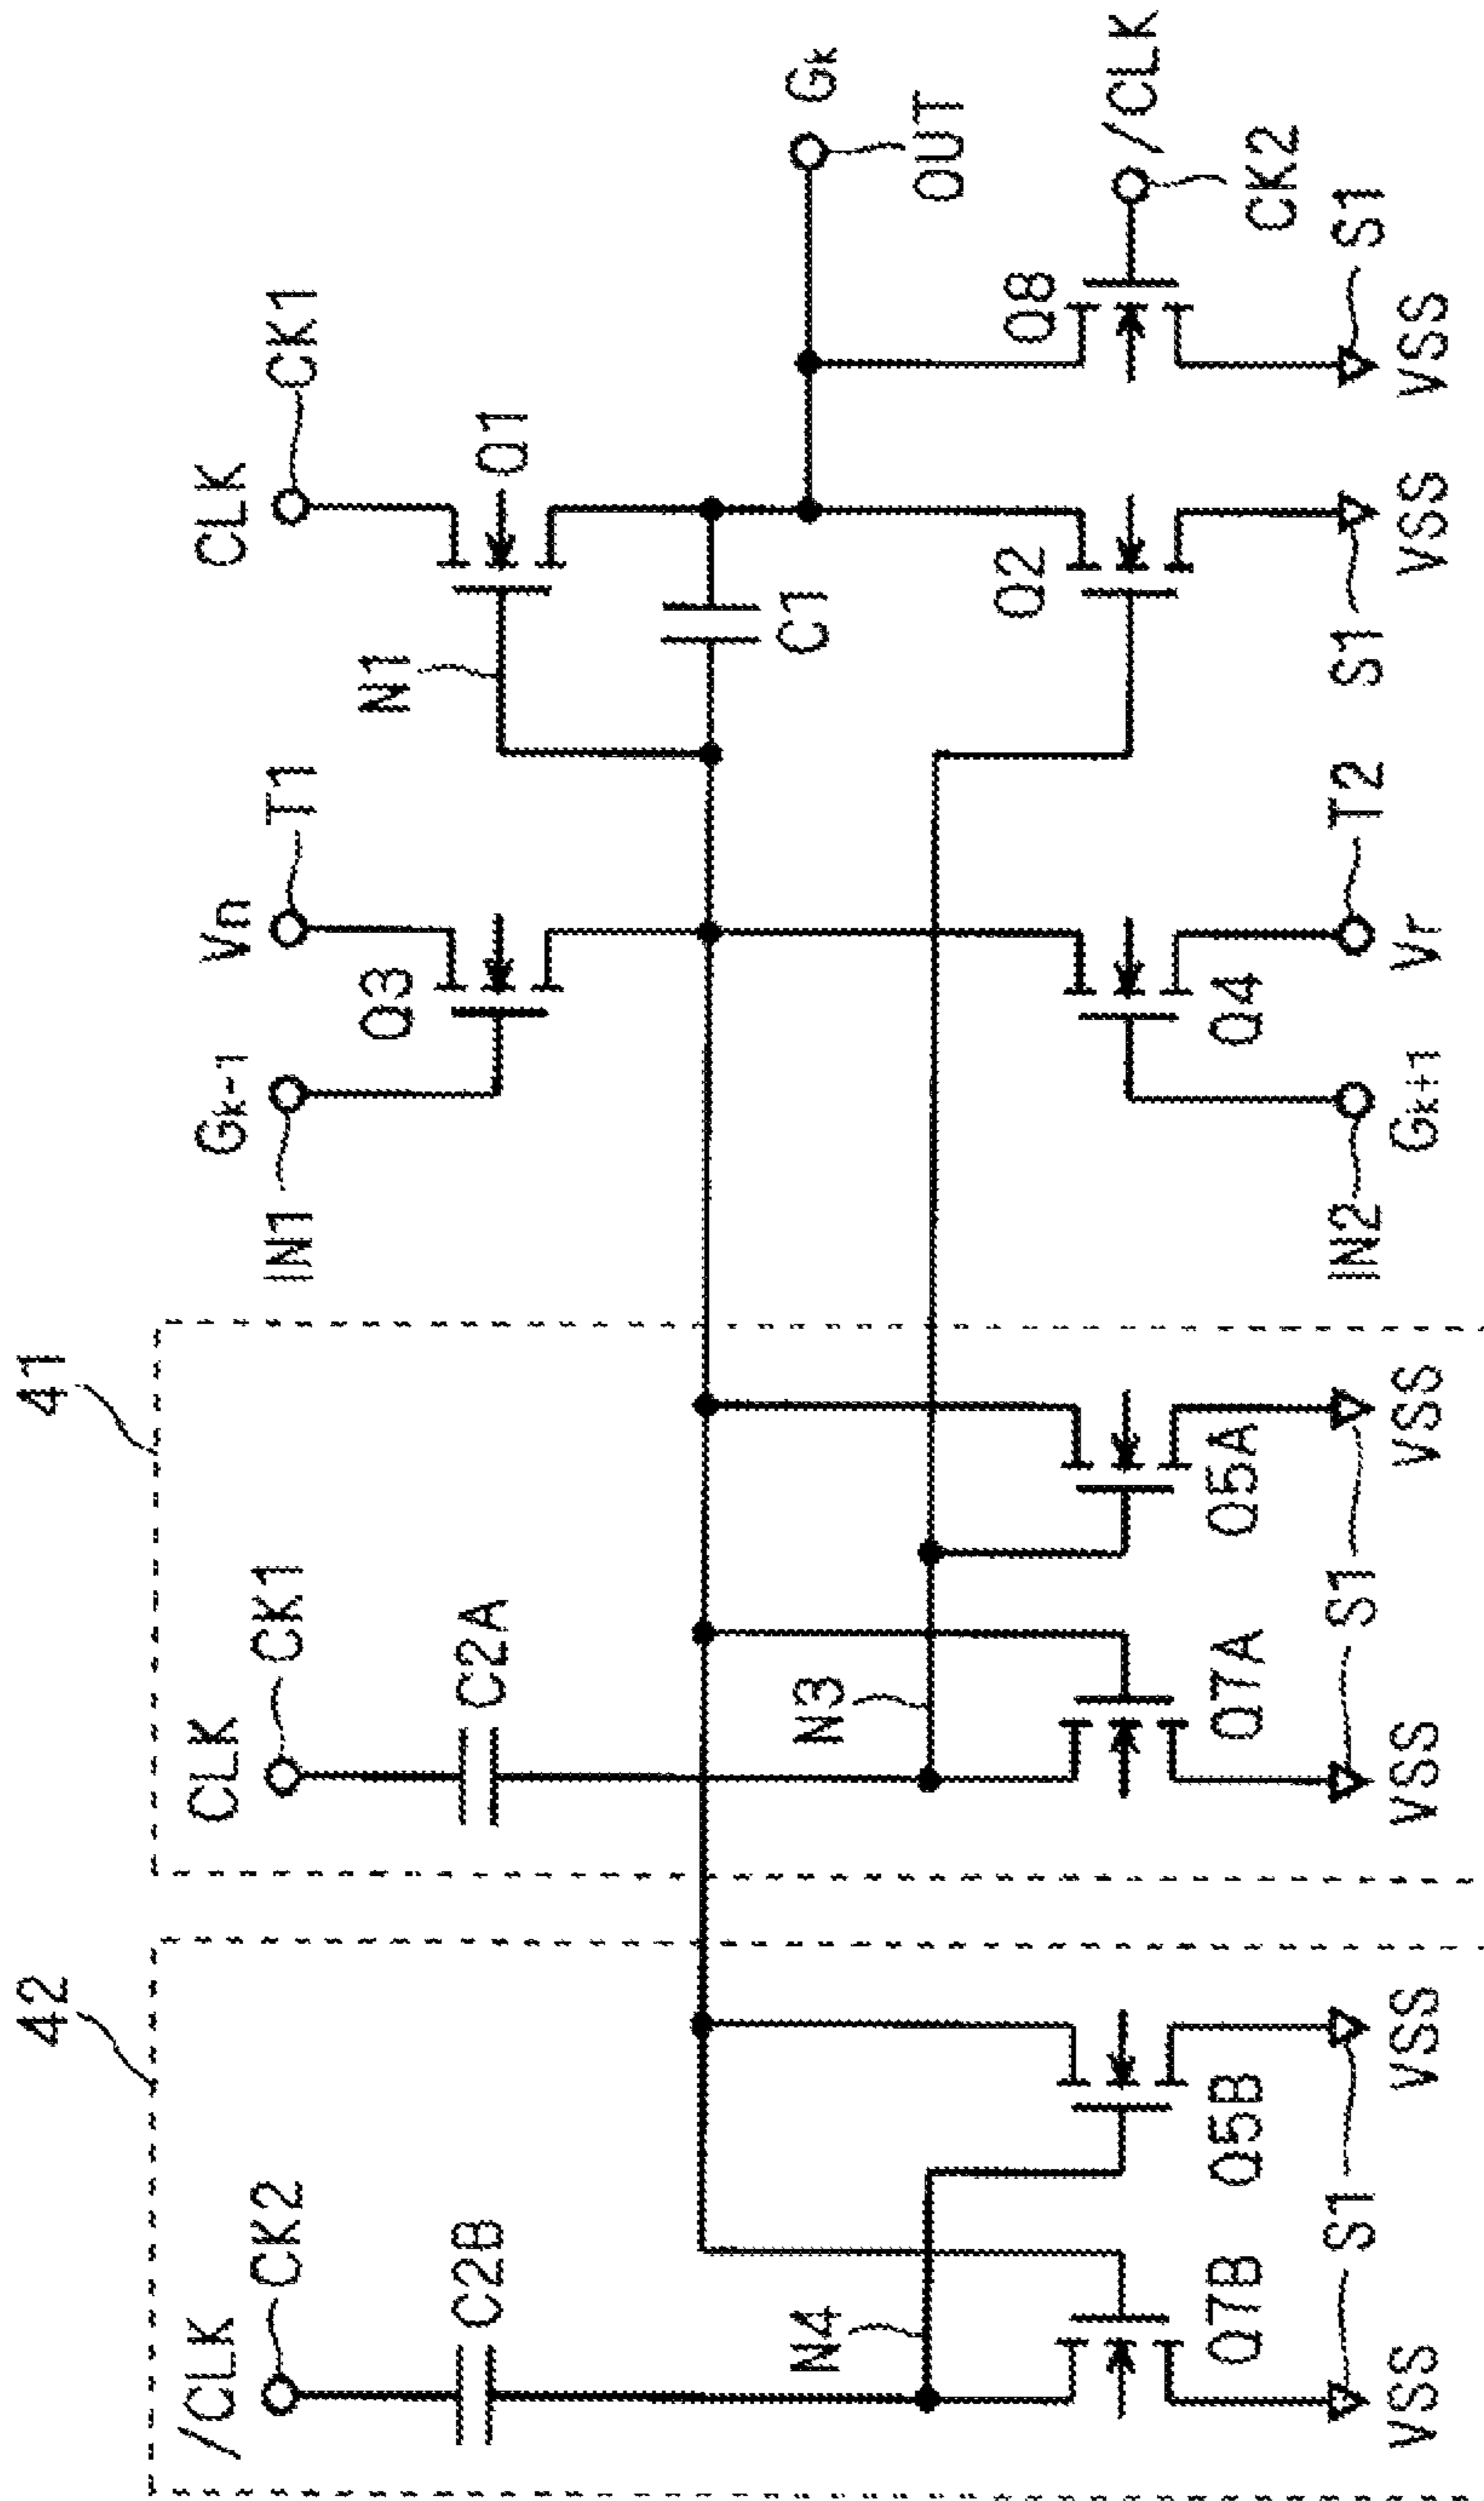 42
41
/CLK
CK2
C2B
N4
Q7B
Q5B
S1
VSS
VSS
CLK
CK1
C2A
N3
Q7A
Q5A
S1
VSS
VSS
IN1
Gk-1
Vn
T1
Q3
IN2
Gk+1
Q4
Vr
T2
CLK
CK1
N1
Q1
C1
Q2
S1
VSS
Gk
OUT
Q8
/CLK
CK2
S1
VSS